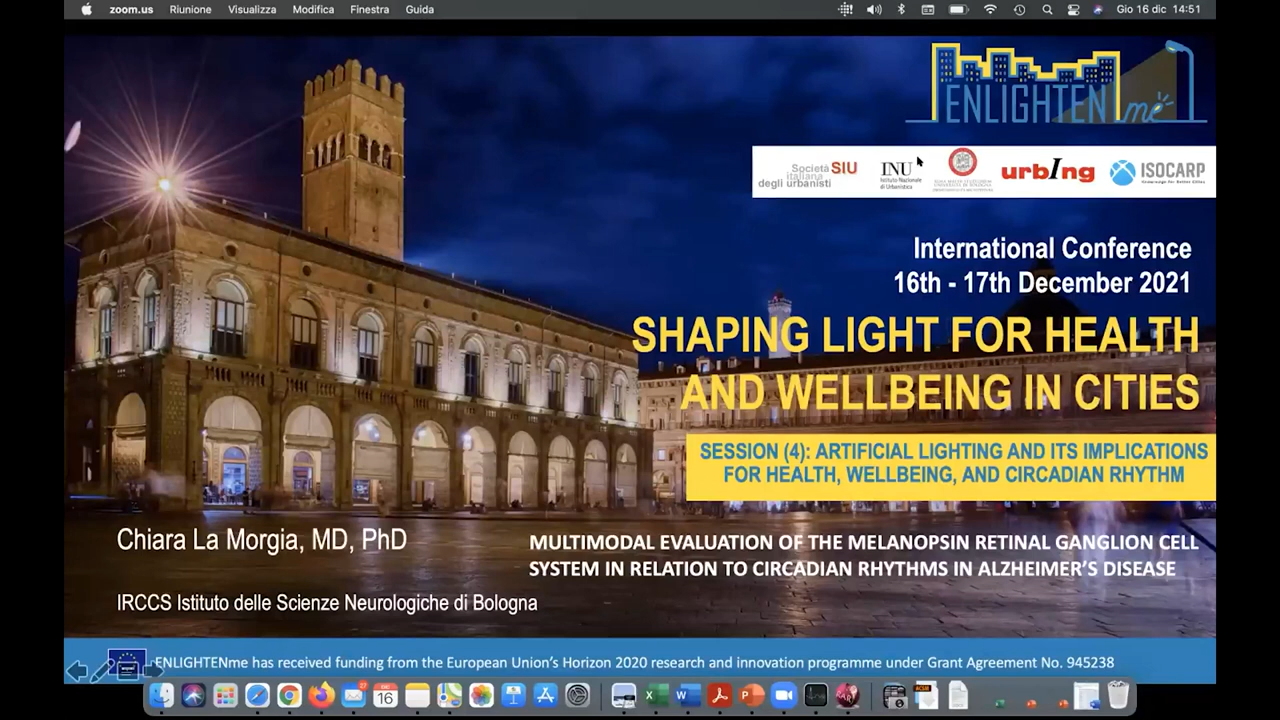 zoom.us Riunione Visualizza Modifica Finestra Guida Gio 16 dic 14:51
ENLIGHTENme
Società SIU
italiana
degli urbanisti
INU
Istituto Nazionale
di Urbanistica
urbIng
ISOCARP
Knowledge for Better Cities
International Conference
16th - 17th December 2021
SHAPING LIGHT FOR HEALTH
AND WELLBEING IN CITIES
SESSION (4): ARTIFICIAL LIGHTING AND ITS IMPLICATIONS
FOR HEALTH, WELLBEING, AND CIRCADIAN RHYTHM
Chiara La Morgia, MD, PhD
MULTIMODAL EVALUATION OF THE MELANOPSIN RETINAL GANGLION CELL
SYSTEM IN RELATION TO CIRCADIAN RHYTHMS IN ALZHEIMER'S DISEASE
IRCCS Istituto delle Scienze Neurologiche di Bologna
ENLIGHTENme has received funding from the European Union's Horizon 2020 research and innovation programme under Grant Agreement No. 945238
16